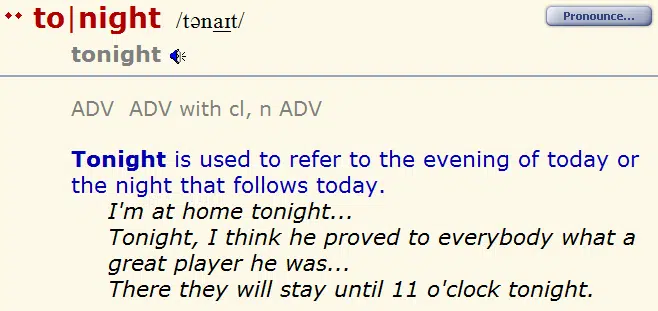 to|night /tənaɪt/ Pronounce...
tonight
ADV ADV with cl, n ADV
Tonight is used to refer to the evening of today or
the night that follows today.
I'm at home tonight...
Tonight, I think he proved to everybody what a
great player he was...
There they will stay until 11 o'clock tonight.